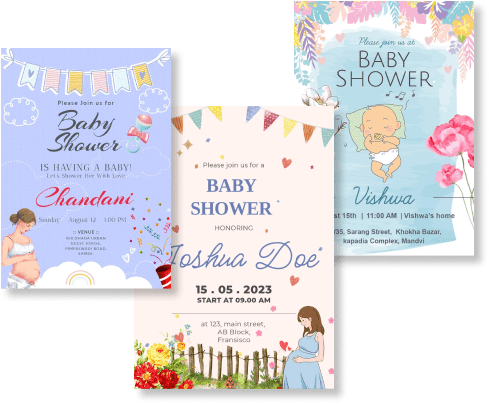 Please Join us for
Baby
Shower
IS HAVING A BABY!
Let's Shower Her With Love
Chandani
Sunday August 12 1:00 PM
:: VENUE ::
Please join us for a
BABY
SHOWER
HONORING
Joshua Doe
15 . 05 . 2023
START AT 09.00 AM
at 123, main street,
AB Block,
Fransisco
Please join us at
BABY
SHOWER
Vishwa
st 15th | 11:00 AM | Vishwa's home
/35, Sarang Street, Khokha Bazar,
kapadia Complex, Mandvi